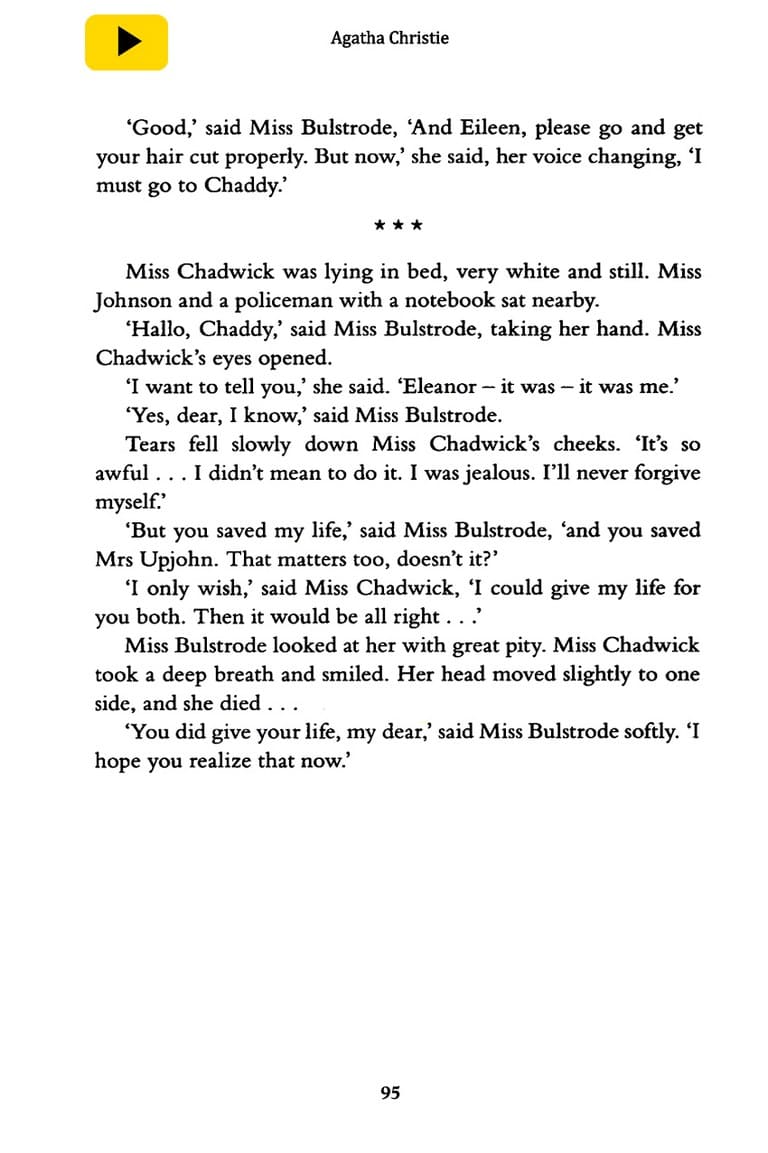 Agatha Christie
‘Good,’ said Miss Bulstrode, ‘And Eileen, please go and get
your hair cut properly. But now,’ she said, her voice changing, ‘I
must go to Chaddy.’
★ ★ ★
Miss Chadwick was lying in bed, very white and still. Miss
Johnson and a policeman with a notebook sat nearby.
‘Hallo, Chaddy,’ said Miss Bulstrode, taking her hand. Miss
Chadwick’s eyes opened.
‘I want to tell you,’ she said. ‘Eleanor – it was – it was me.’
‘Yes, dear, I know,’ said Miss Bulstrode.
Tears fell slowly down Miss Chadwick’s cheeks. ‘It’s so
awful . . . I didn’t mean to do it. I was jealous. I’ll never forgive
myself.’
‘But you saved my life,’ said Miss Bulstrode, ‘and you saved
Mrs Upjohn. That matters too, doesn’t it?’
‘I only wish,’ said Miss Chadwick, ‘I could give my life for
you both. Then it would be all right . . .’
Miss Bulstrode looked at her with great pity. Miss Chadwick
took a deep breath and smiled. Her head moved slightly to one
side, and she died . . .
‘You did give your life, my dear,’ said Miss Bulstrode softly. ‘I
hope you realize that now.’
95